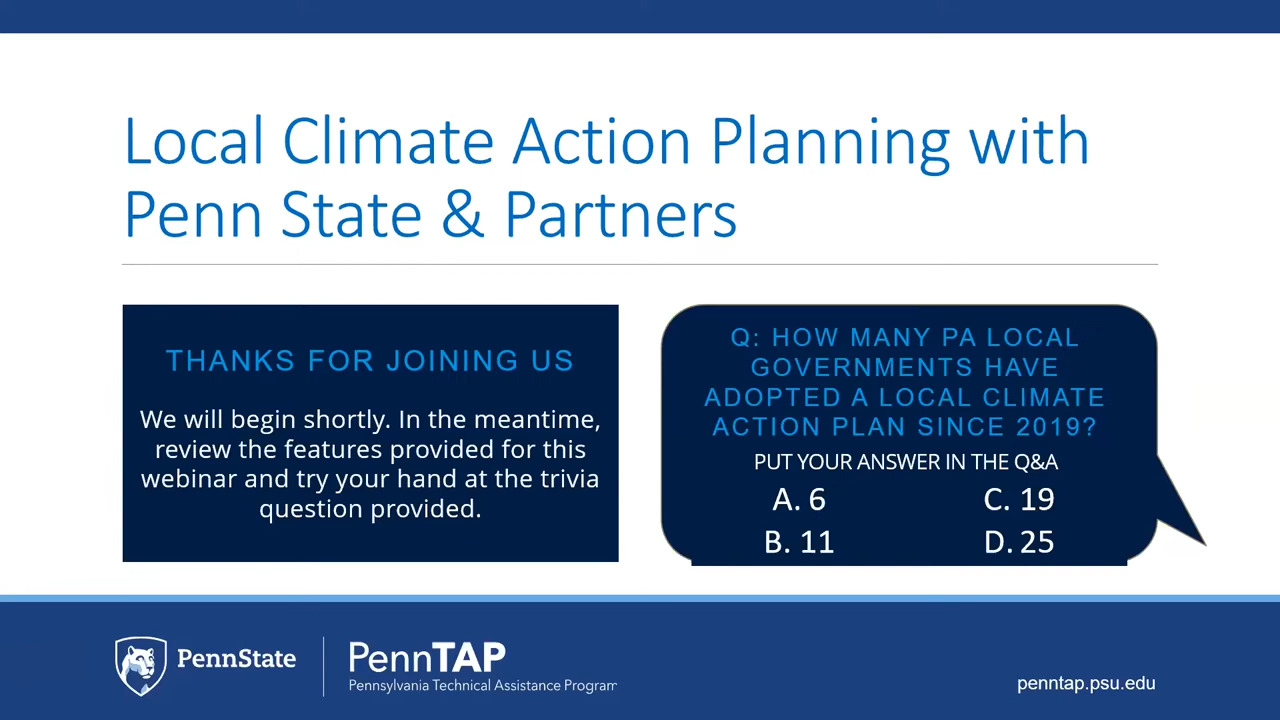 Local Climate Action Planning with
Penn State & Partners
THANKS FOR JOINING US
We will begin shortly. In the meantime,
review the features provided for this
webinar and try your hand at the trivia
question provided.
Q: HOW MANY PA LOCAL
GOVERNMENTS HAVE
ADOPTED A LOCAL CLIMATE
ACTION PLAN SINCE 2019?
PUT YOUR ANSWER IN THE Q&A
A. 6
C. 19
B. 11
D. 25
PennState
PennTAP
Pennsylvania Technical Assistance Program
penntap.psu.edu